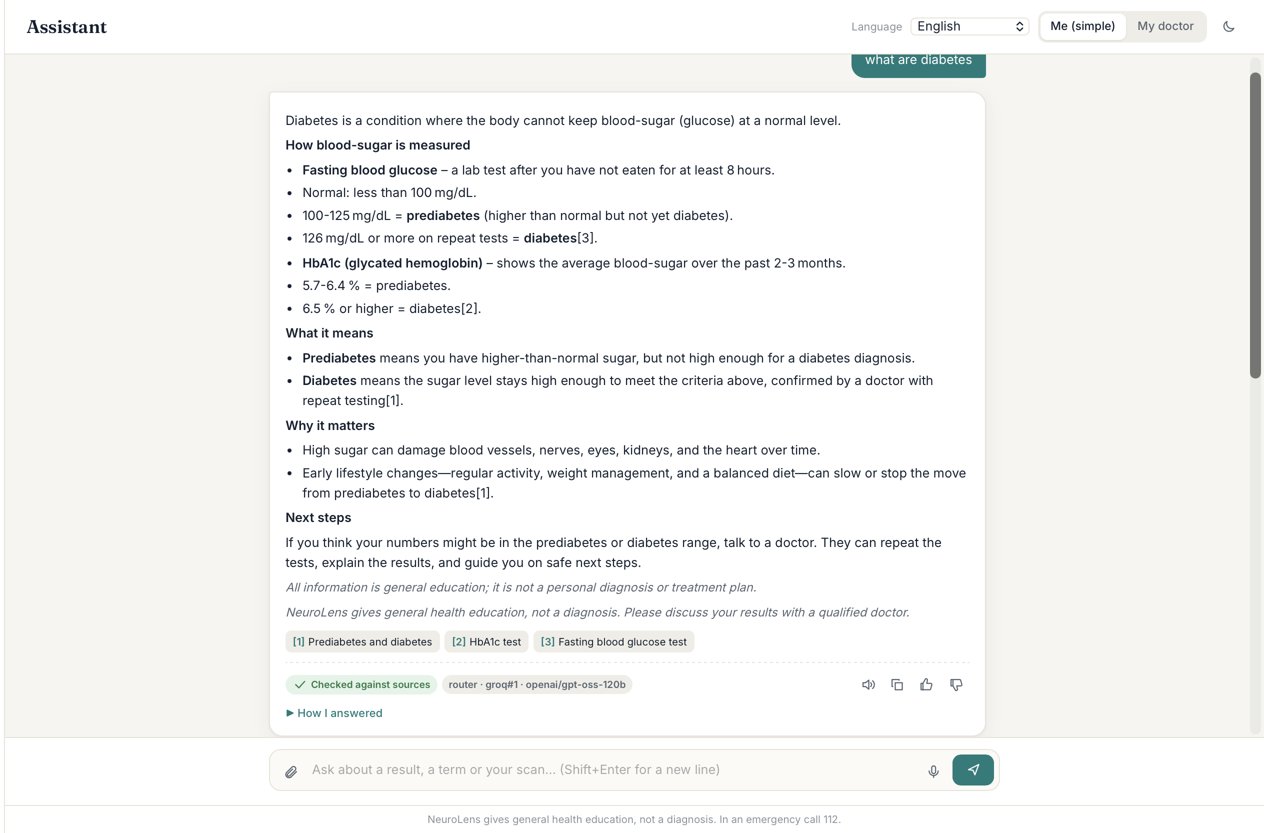 Assistant
Language English Me (simple) My doctor
what are diabetes
Diabetes is a condition where the body cannot keep blood-sugar (glucose) at a normal level.
How blood-sugar is measured
• Fasting blood glucose – a lab test after you have not eaten for at least 8 hours.
• Normal: less than 100 mg/dL.
• 100-125 mg/dL = prediabetes (higher than normal but not yet diabetes).
• 126 mg/dL or more on repeat tests = diabetes[3].
• HbA1c (glycated hemoglobin) – shows the average blood-sugar over the past 2-3 months.
• 5.7-6.4 % = prediabetes.
• 6.5 % or higher = diabetes[2].
What it means
• Prediabetes means you have higher-than-normal sugar, but not high enough for a diabetes diagnosis.
• Diabetes means the sugar level stays high enough to meet the criteria above, confirmed by a doctor with
repeat testing[1].
Why it matters
• High sugar can damage blood vessels, nerves, eyes, kidneys, and the heart over time.
• Early lifestyle changes—regular activity, weight management, and a balanced diet—can slow or stop the move
from prediabetes to diabetes[1].
Next steps
If you think your numbers might be in the prediabetes or diabetes range, talk to a doctor. They can repeat the
tests, explain the results, and guide you on safe next steps.
All information is general education; it is not a personal diagnosis or treatment plan.
NeuroLens gives general health education, not a diagnosis. Please discuss your results with a qualified doctor.
[1] Prediabetes and diabetes [2] HbA1c test [3] Fasting blood glucose test
Checked against sources router · groq#1 · openai/gpt-oss-120b
▶ How I answered
Ask about a result, a term or your scan... (Shift+Enter for a new line)
NeuroLens gives general health education, not a diagnosis. In an emergency call 112.